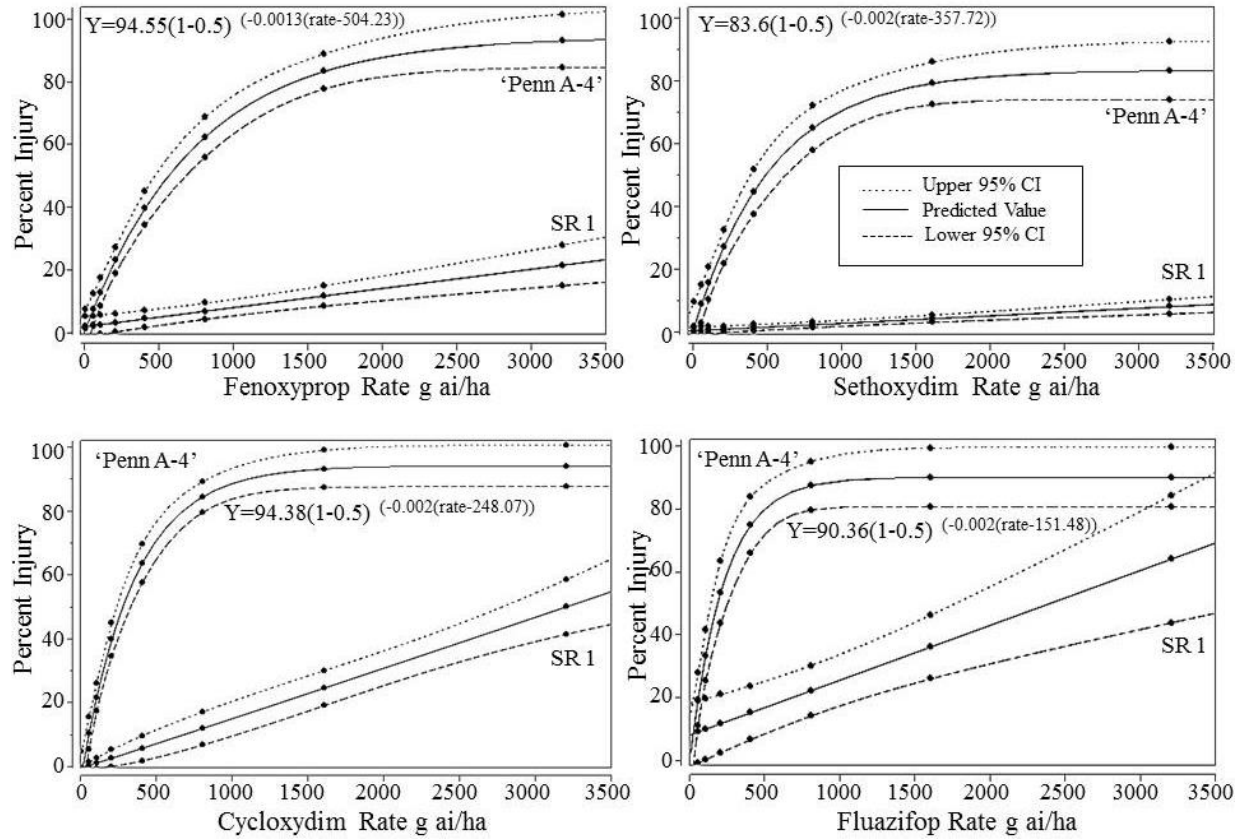 Y=94.55(1-0.5) (-0.0013(rate-504.23))
'Penn A-4'
SR 1
Percent Injury
100
80
60
40
20
0
0 500 1000 1500 2000 2500 3000 3500
Fenoxyprop Rate g ai/ha
Y=83.6(1-0.5) (-0.002(rate-357.72))
'Penn A-4'
Upper 95% CI
Predicted Value
Lower 95% CI
SR 1
Percent Injury
100
80
60
40
20
0
0 500 1000 1500 2000 2500 3000 3500
Sethoxydim Rate g ai/ha
'Penn A-4'
Y=94.38(1-0.5) (-0.002(rate-248.07))
SR 1
Percent Injury
100
80
60
40
20
0
0 500 1000 1500 2000 2500 3000 3500
Cycloxydim Rate g ai/ha
'Penn A-4'
Y=90.36(1-0.5) (-0.002(rate-151.48))
SR 1
Percent Injury
100
80
60
40
20
0
0 500 1000 1500 2000 2500 3000 3500
Fluazifop Rate g ai/ha